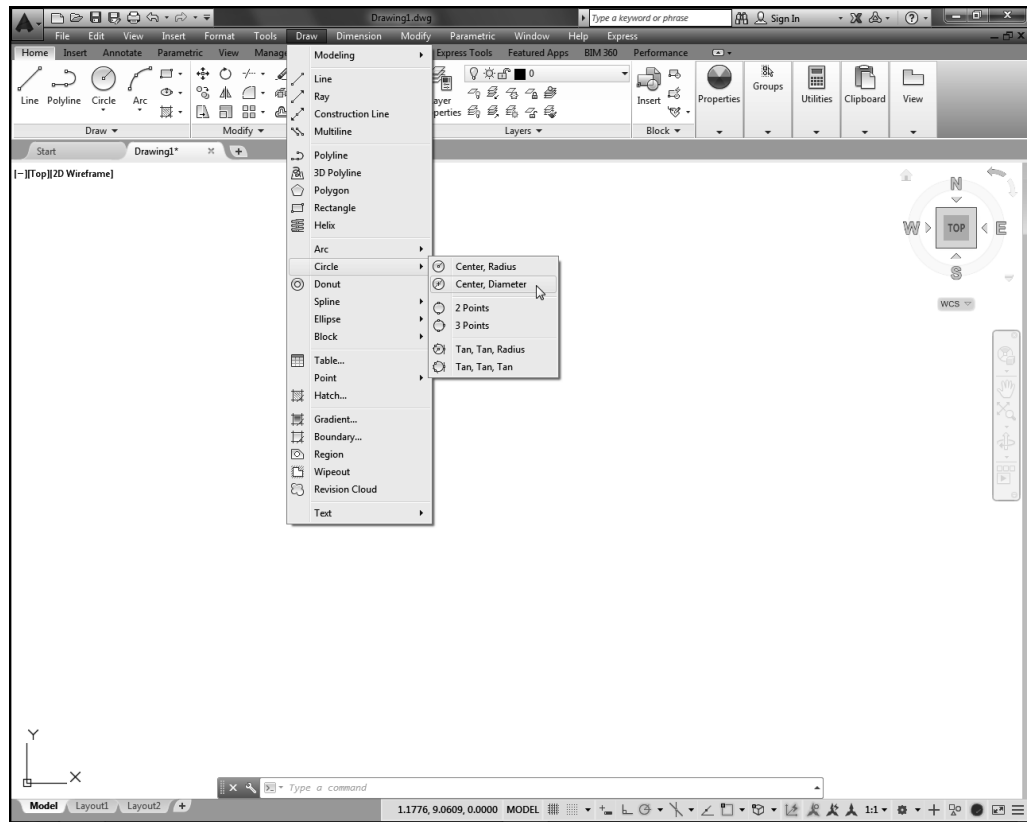 Drawing1.dwg
Type a keyword or phrase
Sign In
File Edit View Insert Format Tools Draw Dimension Modify Parametric Window Help Express
Home Insert Annotate Parametric View Manage Express Tools Featured Apps BIM 360 Performance
Line Polyline Circle Arc
Draw
Modify
ayer
perties
0
Layers
Insert
Block
Properties
Groups
Utilities
Clipboard
View
Start Drawing1*
[−][Top][2D Wireframe]
Modeling
Line
Ray
Construction Line
Multiline
Polyline
3D Polyline
Polygon
Rectangle
Helix
Arc
Circle
Donut
Spline
Ellipse
Block
Table...
Point
Hatch...
Gradient...
Boundary...
Region
Wipeout
Revision Cloud
Text
Center, Radius
Center, Diameter
2 Points
3 Points
Tan, Tan, Radius
Tan, Tan, Tan
N
W TOP E
S
WCS
Y
X
Type a command
Model Layout1 Layout2
1.1776, 9.0609, 0.0000 MODEL 1:1